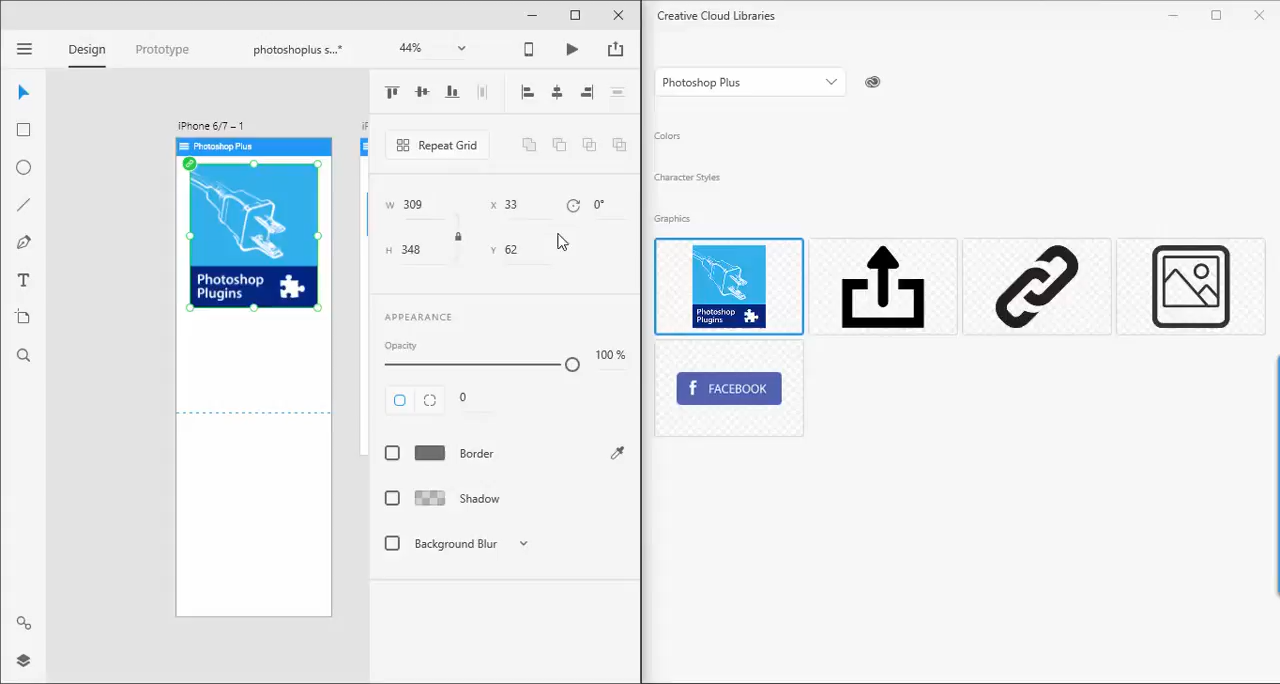 Design
Prototype
photoshoplus s...*
44%
iPhone 6/7 – 1
Photoshop Plus
Photoshop
Plugins
Repeat Grid
W 309
X 33
0°
H 348
Y 62
APPEARANCE
Opacity
100 %
0
Border
Shadow
Background Blur
Creative Cloud Libraries
Photoshop Plus
Colors
Character Styles
Graphics
Photoshop
Plugins
f FACEBOOK